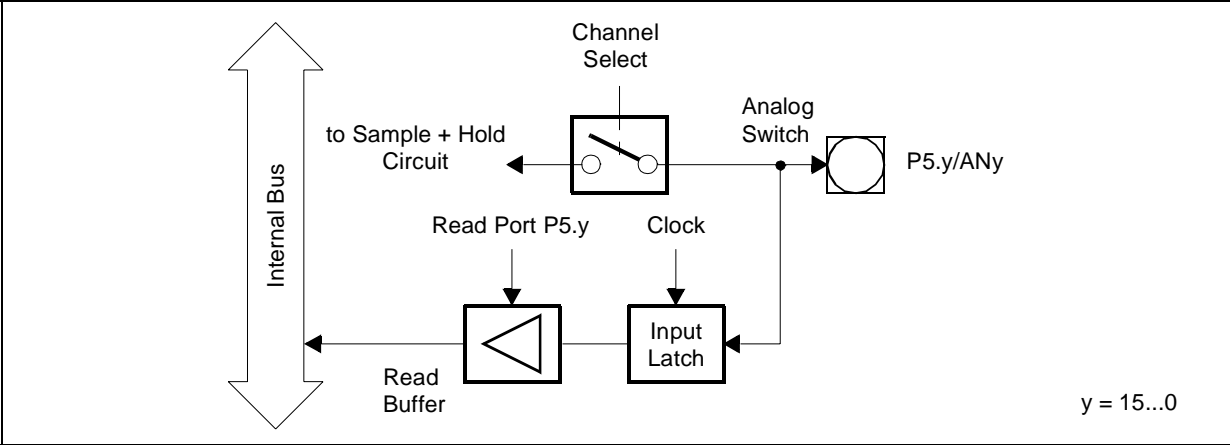 Channel
Select
Analog
Switch
to Sample + Hold
Circuit
P5.y/ANy
Internal Bus
Read Port P5.y
Clock
Input
Latch
Read
Buffer
y = 15...0